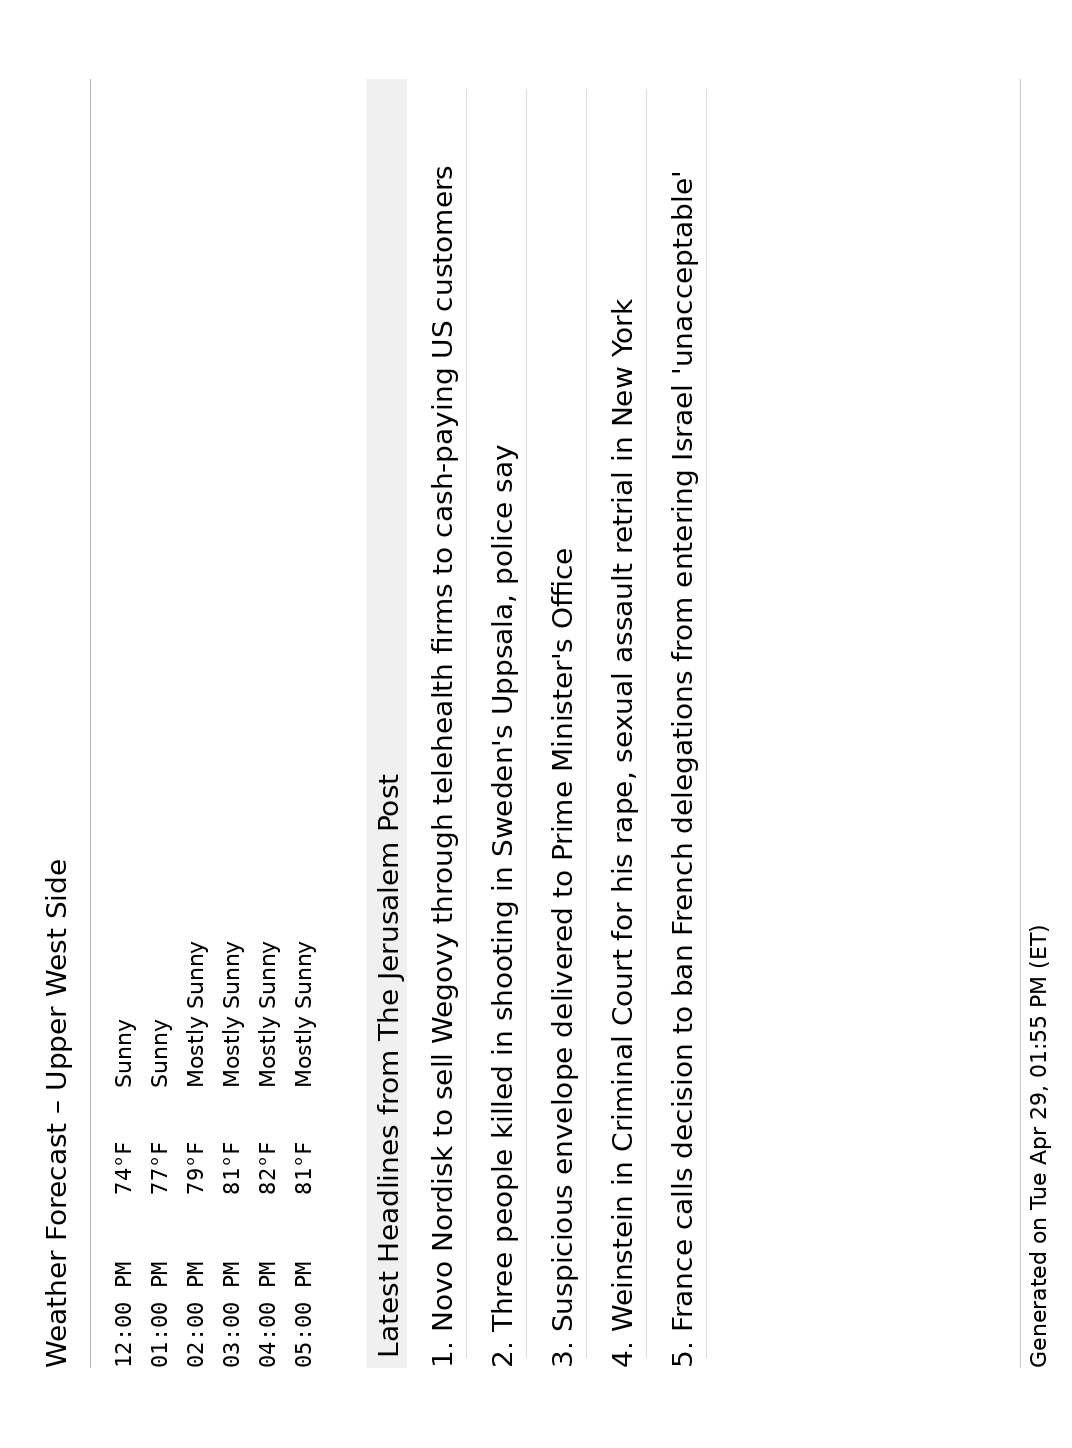 Weather Forecast – Upper West Side
12:00 PM 74°F Sunny
01:00 PM 77°F Sunny
02:00 PM 79°F Mostly Sunny
03:00 PM 81°F Mostly Sunny
04:00 PM 82°F Mostly Sunny
05:00 PM 81°F Mostly Sunny
Latest Headlines from The Jerusalem Post
1. Novo Nordisk to sell Wegovy through telehealth firms to cash-paying US customers
2. Three people killed in shooting in Sweden's Uppsala, police say
3. Suspicious envelope delivered to Prime Minister's Office
4. Weinstein in Criminal Court for his rape, sexual assault retrial in New York
5. France calls decision to ban French delegations from entering Israel 'unacceptable'
Generated on Tue Apr 29, 01:55 PM (ET)